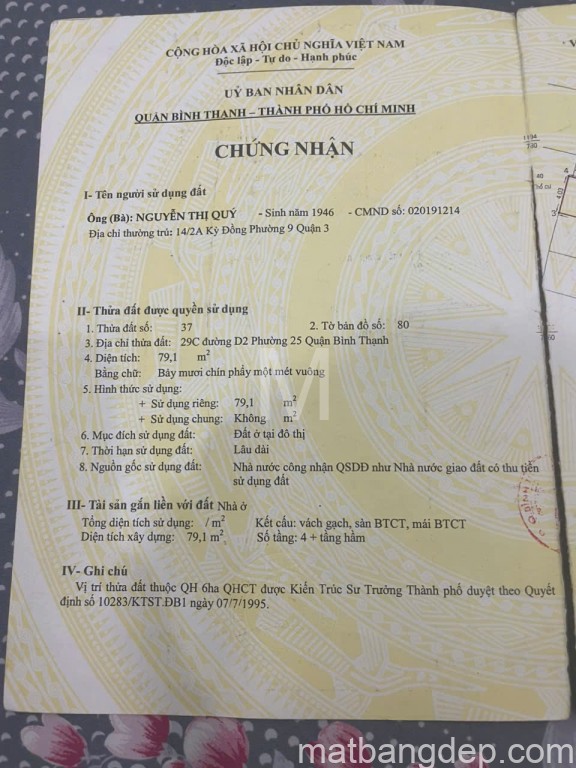 CỘNG HÒA XÃ HỘI CHỦ NGHĨA VIỆT NAM
Độc lập - Tự do - Hạnh phúc
UỶ BAN NHÂN DÂN
QUẬN BÌNH THẠNH – THÀNH PHỐ HỒ CHÍ MINH
CHỨNG NHẬN
I- Tên người sử dụng đất
Ông (Bà): NGUYỄN THỊ QUÝ - Sinh năm 1946 - CMND số: 020191214
Địa chỉ thường trú: 14/2A Kỳ Đồng Phường 9 Quận 3
II- Thửa đất được quyền sử dụng
1. Thửa đất số: 37 2. Tờ bản đồ số: 80
3. Địa chỉ thửa đất: 29C đường D2 Phường 25 Quận Bình Thạnh
4. Diện tích: 79,1 m²
Bằng chữ: Bảy mươi chín phẩy một mét vuông
5. Hình thức sử dụng:
+ Sử dụng riêng: 79,1 m²
+ Sử dụng chung: Không m²
6. Mục đích sử dụng đất: Đất ở tại đô thị
7. Thời hạn sử dụng đất: Lâu dài
8. Nguồn gốc sử dụng đất: Nhà nước công nhận QSDĐ như Nhà nước giao đất có thu tiền
sử dụng đất
III- Tài sản gắn liền với đất Nhà ở
Tổng diện tích sử dụng: / m² Kết cấu: vách gạch, sàn BTCT, mái BTCT
Diện tích xây dựng: 79,1 m² Số tầng: 4 + tầng hầm
IV- Ghi chú
Vị trí thửa đất thuộc QH 6ha QHCT được Kiến Trúc Sư Trưởng Thành phố duyệt theo Quyết
định số 10283/KTST.ĐB1 ngày 07/7/1995.
M
matbangdep.com